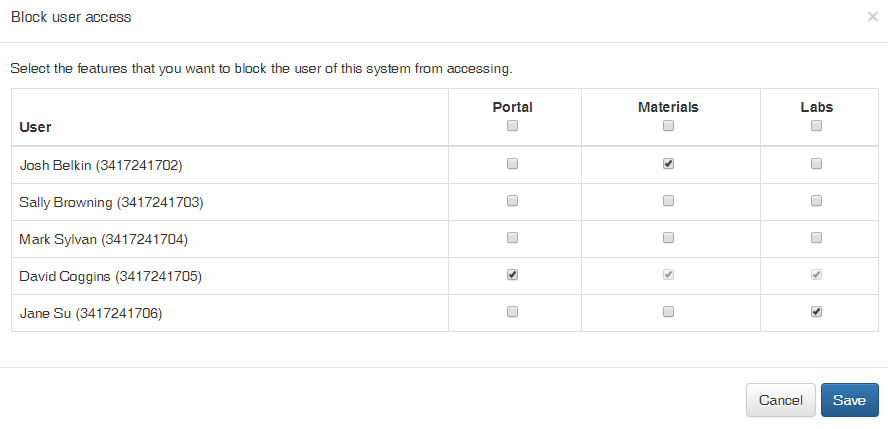 Block user access ×
Select the features that you want to block the user of this system from accessing.
User Portal Materials Labs
Josh Belkin (3417241702)
Sally Browning (3417241703)
Mark Sylvan (3417241704)
David Goggins (3417241705)
Jane Su (3417241706)
Cancel Save